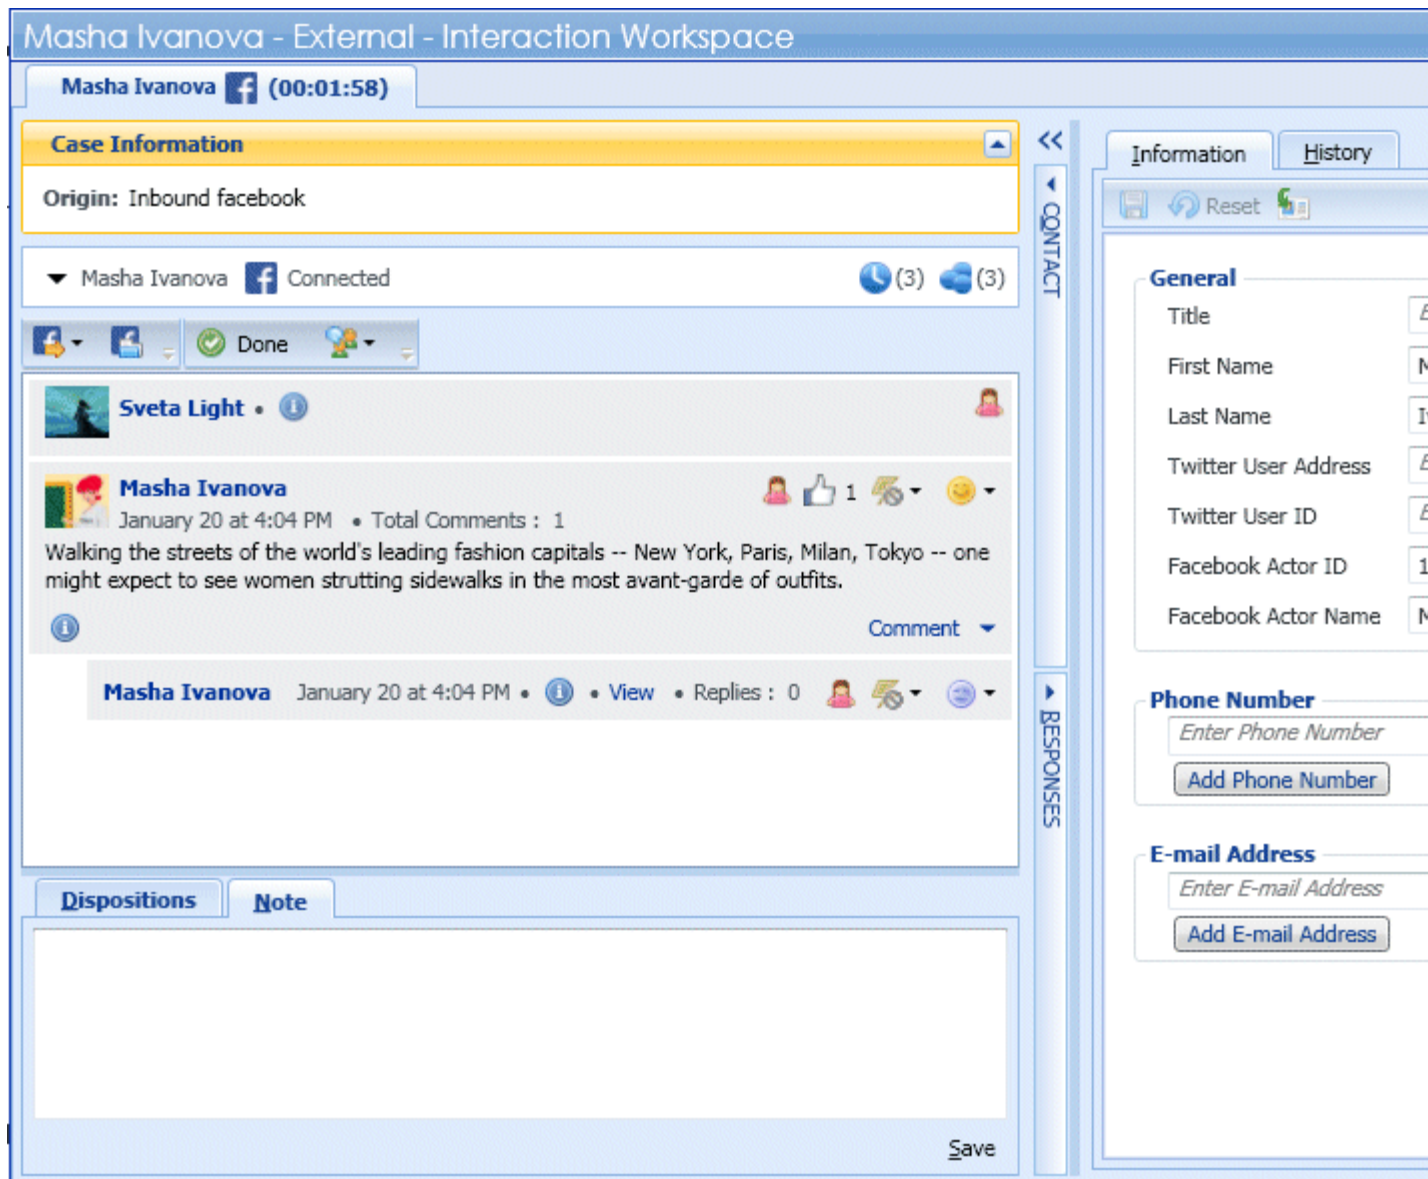 Masha Ivanova - External - Interaction Workspace
Masha Ivanova (00:01:58)
Case Information
Origin: Inbound facebook
Masha Ivanova Connected (3) (3)
Done
Sveta Light •
Masha Ivanova 1
January 20 at 4:04 PM • Total Comments : 1
Walking the streets of the world's leading fashion capitals -- New York, Paris, Milan, Tokyo -- one
might expect to see women strutting sidewalks in the most avant-garde of outfits.
Comment
Masha Ivanova January 20 at 4:04 PM • • View • Replies : 0
Dispositions Note
Save
CONTACT
RESPONSES
Information History
Reset
General
Title
First Name
Last Name
Twitter User Address
Twitter User ID
Facebook Actor ID
Facebook Actor Name
Phone Number
Enter Phone Number
Add Phone Number
E-mail Address
Enter E-mail Address
Add E-mail Address